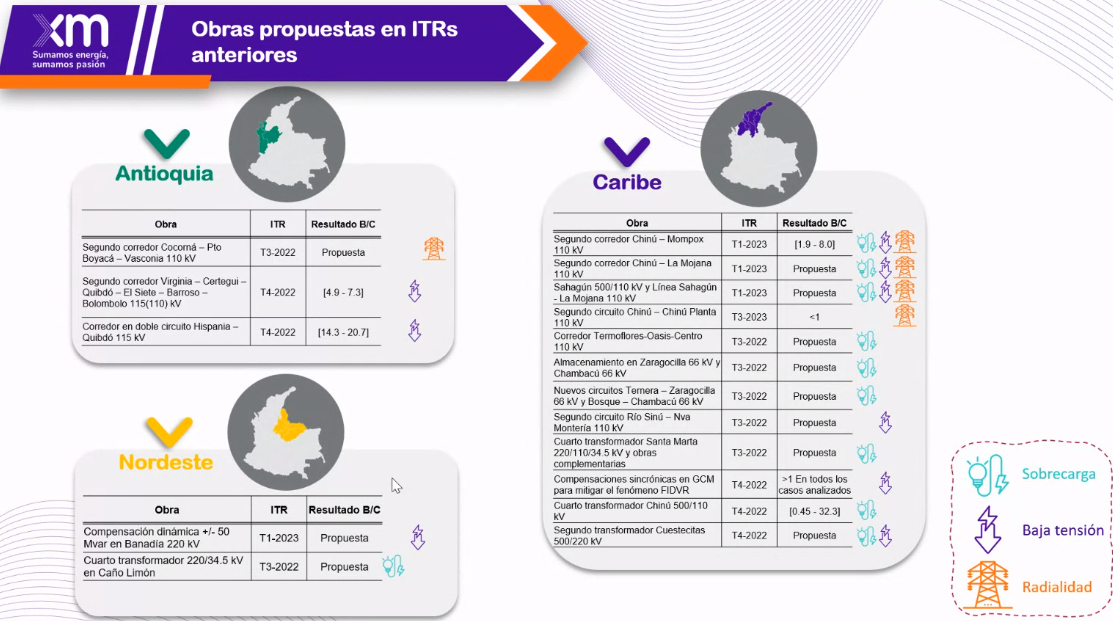 xm
Sumamos energía,
sumamos pasión
Obras propuestas en ITRs
anteriores
Antioquia
Obra ITR Resultado B/C
Segundo corredor Cocorná – Pto
Boyacá – Vasconia 110 kV
T3-2022 Propuesta
Segundo corredor Virginia – Certegui –
Quibdó – El Siete – Barroso –
Bolombolo 115(110) kV
T4-2022 [4.9 - 7.3]
Corredor en doble circuito Hispania –
Quibdó 115 kV
T4-2022 [14.3 - 20.7]
Nordeste
Obra ITR Resultado B/C
Compensación dinámica +/- 50
Mvar en Banadía 220 kV
T1-2023 Propuesta
Cuarto transformador 220/34.5 kV
en Caño Limón
T3-2022 Propuesta
Caribe
Obra ITR Resultado B/C
Segundo corredor Chinú – Mompox
110 kV
T1-2023 [1.9 - 8.0]
Segundo corredor Chinú – La Mojana
110 kV
T1-2023 Propuesta
Sahagún 500/110 kV y Línea Sahagún
- La Mojana 110 kV
T1-2023 Propuesta
Segundo circuito Chinú – Chinú Planta
110 kV
T3-2023 <1
Corredor Termoflores-Oasis-Centro
110 kV
T3-2022 Propuesta
Almacenamiento en Zaragocilla 66 kV y
Chambacú 66 kV
T3-2022 Propuesta
Nuevos circuitos Ternera – Zaragocilla
66 kV y Bosque – Chambacú 66 kV
T3-2022 Propuesta
Segundo circuito Río Sinú – Nva
Montería 110 kV
T3-2022 Propuesta
Cuarto transformador Santa Marta
220/110/34.5 kV y obras
complementarias
T3-2022 Propuesta
Compensaciones sincrónicas en GCM
para mitigar el fenómeno FIDVR
T4-2022 >1 En todos los
casos analizados
Cuarto transformador Chinú 500/110
kV
T4-2022 [0.45 - 32.3]
Segundo transformador Cuestecitas
500/220 kV
T4-2022 Propuesta
Sobrecarga
Baja tensión
Radialidad